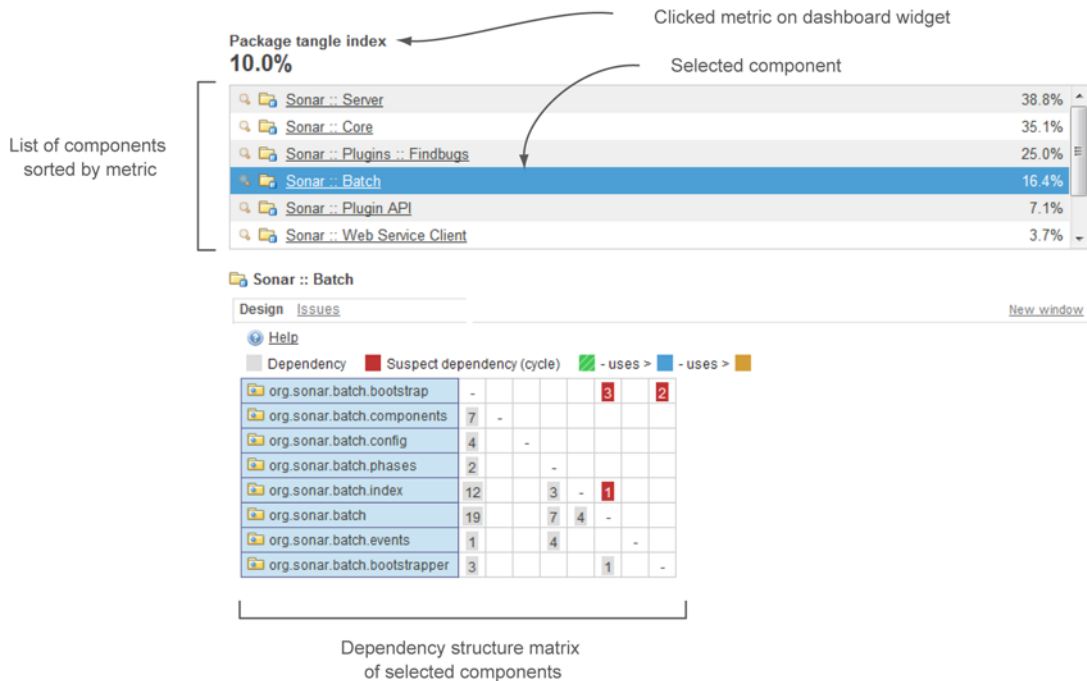 Clicked metric on dashboard widget
Package tangle index
10.0%
Selected component
List of components
sorted by metric
Sonar :: Server 38.8%
Sonar :: Core 35.1%
Sonar :: Plugins :: Findbugs 25.0%
Sonar :: Batch 16.4%
Sonar :: Plugin API 7.1%
Sonar :: Web Service Client 3.7%
Sonar :: Batch
Design Issues New window
Help
Dependency Suspect dependency (cycle) - uses > - uses >
org.sonar.batch.bootstrap - 3 2
org.sonar.batch.components 7 -
org.sonar.batch.config 4 -
org.sonar.batch.phases 2 -
org.sonar.batch.index 12 3 - 1
org.sonar.batch 19 7 4 -
org.sonar.batch.events 1 4 -
org.sonar.batch.bootstrapper 3 1 -
Dependency structure matrix
of selected components